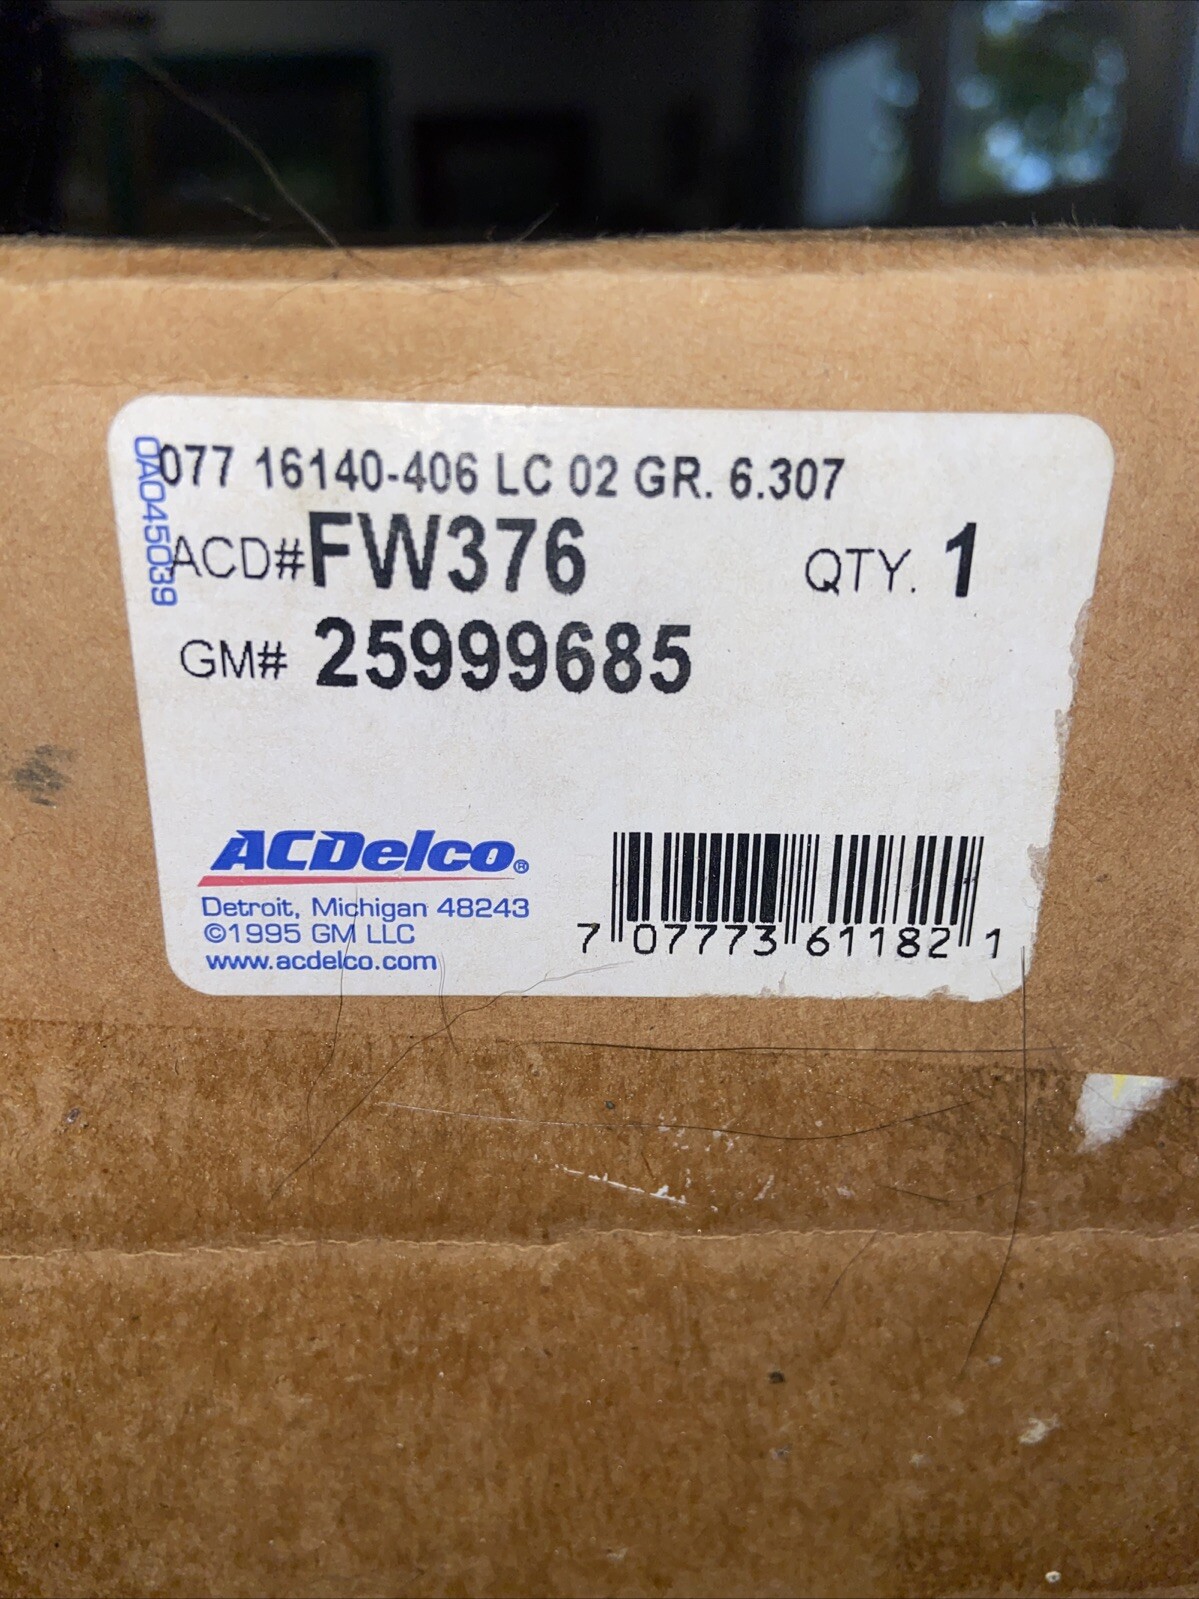 0A045039
077 16140-406 LC 02 GR. 6.307
ACD#FW376 QTY. 1
GM# 25999685
ACDelco®
Detroit, Michigan 48243
©1995 GM LLC
www.acdelco.com
7 07773 61182 1